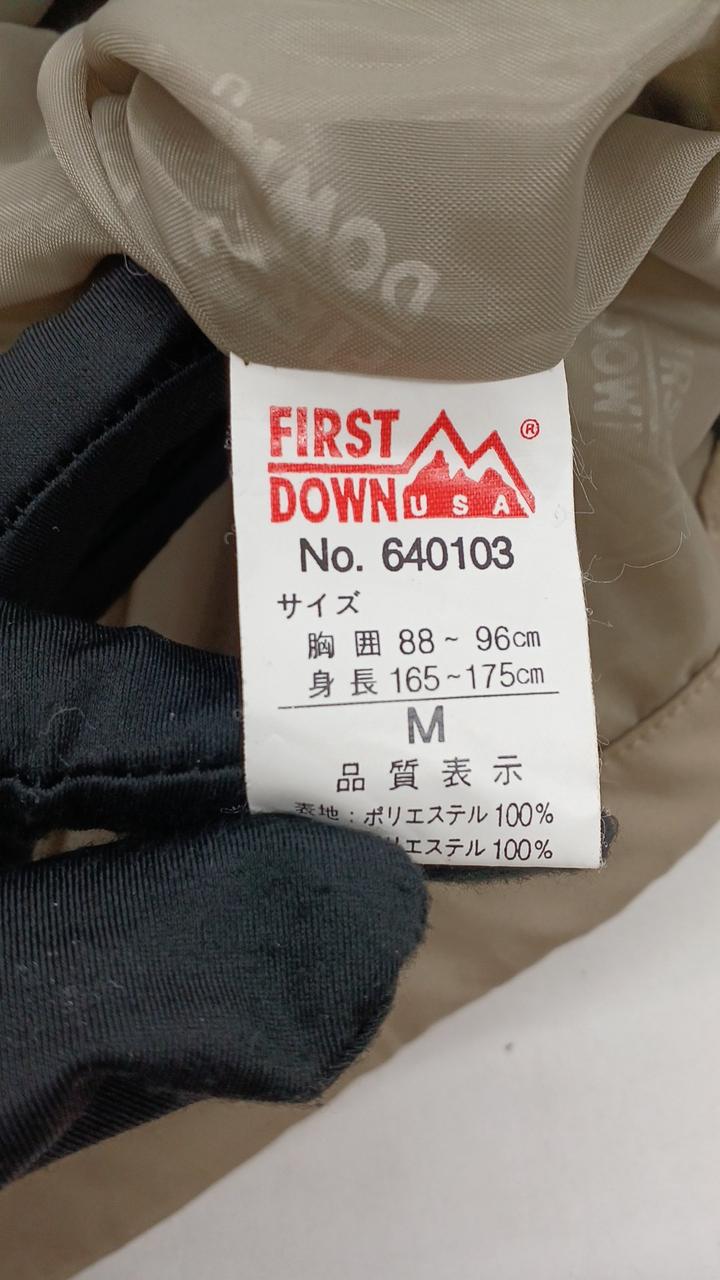 DOWN
FIRST
DOWN USA ®
No. 640103
サイズ
胸囲 88~ 96cm
身長 165~175cm
M
品質表示
表地:ポリエステル100%
リエステル100%